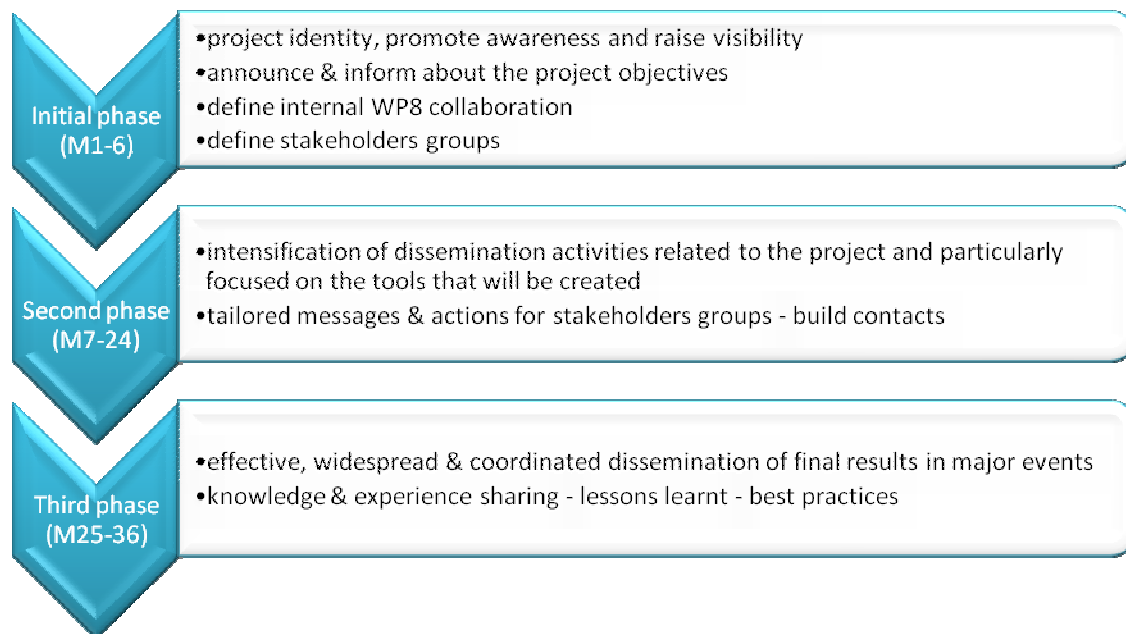 Initial phase
(M1-6)
•project identity, promote awareness and raise visibility
•announce & inform about the project objectives
•define internal WP8 collaboration
•define stakeholders groups
Second phase
(M7-24)
•intensification of dissemination activities related to the project and particularly
focused on the tools that will be created
•tailored messages & actions for stakeholders groups - build contacts
Third phase
(M25-36)
•effective, widespread & coordinated dissemination of final results in major events
•knowledge & experience sharing - lessons learnt - best practices